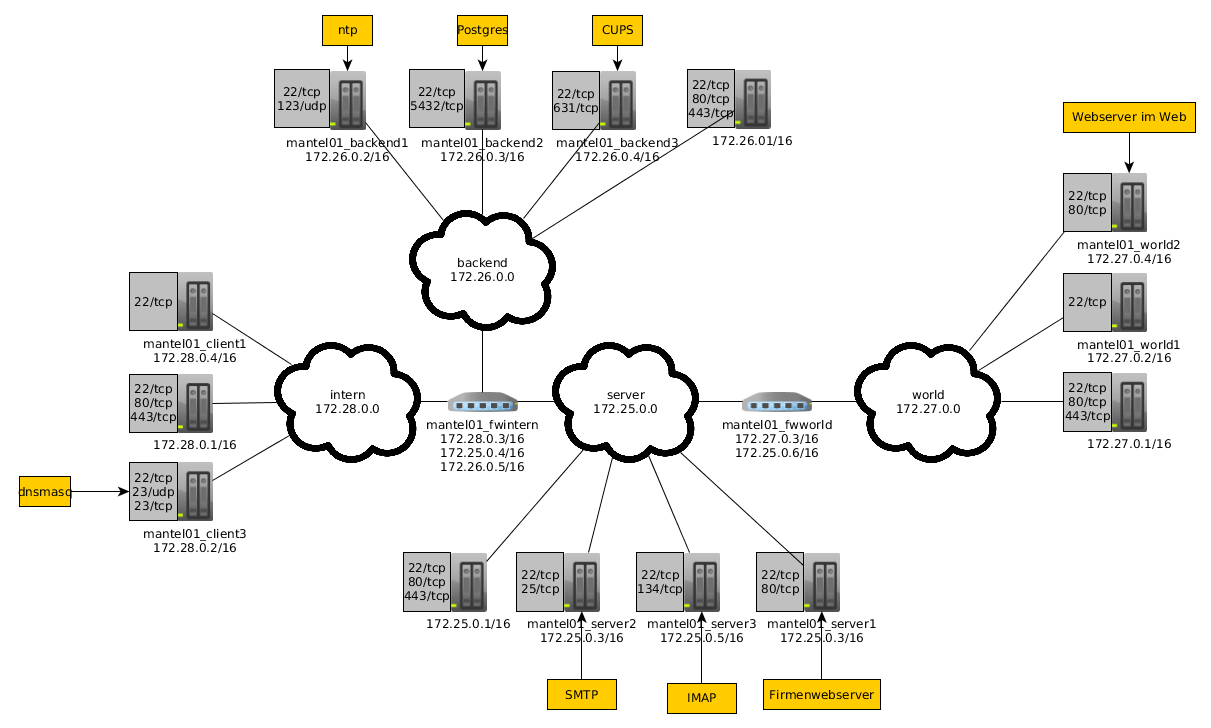 ntp
Postgres
CUPS
22/tcp
123/udp
22/tcp
5432/tcp
22/tcp
631/tcp
22/tcp
80/tcp
443/tcp
mantel01_backend1
172.26.0.2/16
mantel01_backend2
172.26.0.3/16
mantel01_backend3
172.26.0.4/16
172.26.01/16
Webserver im Web
22/tcp
80/tcp
mantel01_world2
172.27.0.4/16
backend
172.26.0.0
22/tcp
mantel01_client1
172.28.0.4/16
22/tcp
mantel01_world1
172.27.0.2/16
22/tcp
80/tcp
443/tcp
172.28.0.1/16
intern
172.28.0.0
mantel01_fwintern
172.28.0.3/16
172.25.0.4/16
172.26.0.5/16
server
172.25.0.0
mantel01_fwworld
172.27.0.3/16
172.25.0.6/16
world
172.27.0.0
22/tcp
80/tcp
443/tcp
172.27.0.1/16
dnsmasq
22/tcp
23/udp
23/tcp
mantel01_client3
172.28.0.2/16
22/tcp
80/tcp
443/tcp
172.25.0.1/16
22/tcp
25/tcp
mantel01_server2
172.25.0.3/16
22/tcp
134/tcp
mantel01_server3
172.25.0.5/16
22/tcp
80/tcp
mantel01_server1
172.25.0.3/16
SMTP
IMAP
Firmenwebserver